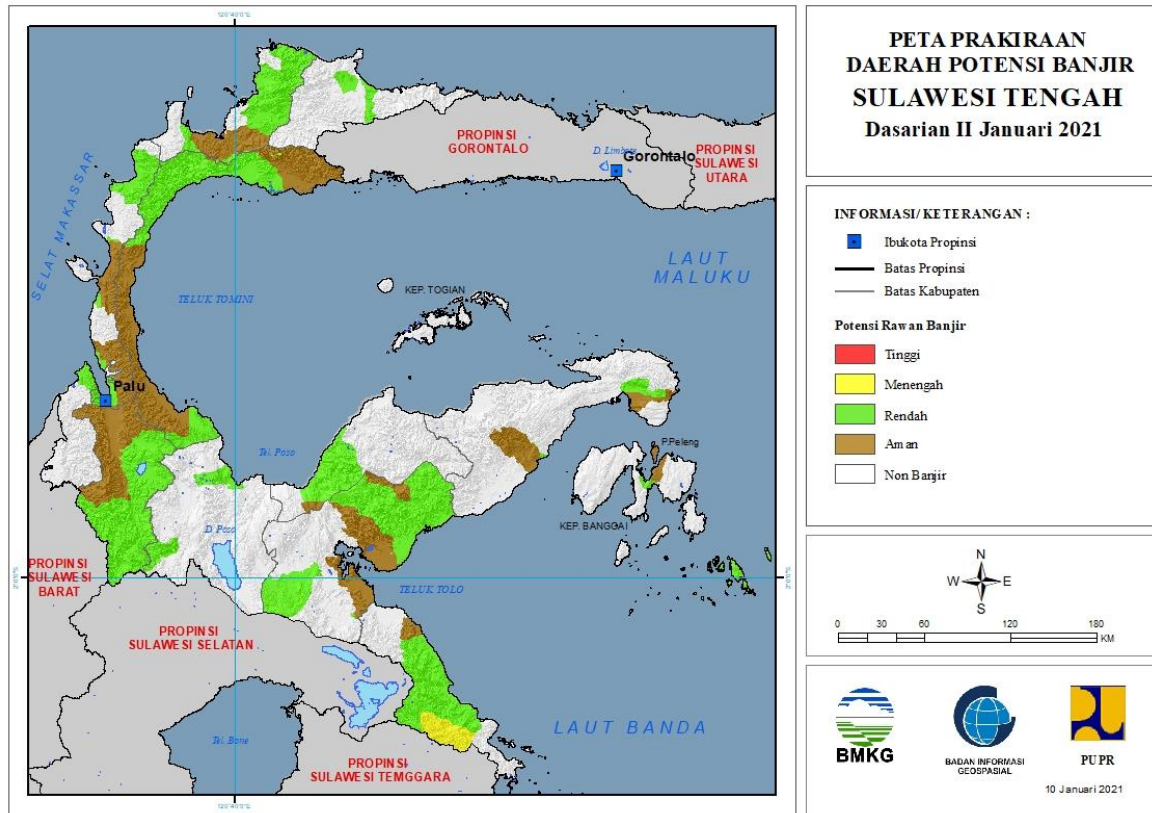 PETA PRAKIRAAN
DAERAH POTENSI BANJIR
SULAWESI TENGAH
Dasarian II Januari 2021
INFORMASI/ KETERANGAN :
Ibukota Propinsi
Batas Propinsi
Batas Kabupaten
Potensi Rawan Banjir
Tinggi
Menengah
Rendah
Aman
Non Banjir
N
W E
S
0 30 60 120 180
KM
BMKG
BADAN INFORMASI
GEOSPASIAL
PUPR
10 Januari 2021
SELAT MAKASSAR
PROPINSI
GORONTALO
D. Limboto
Gorontalo
PROPINSI
SULAWESI
UTARA
LAUT
MALUKU
TELUK TOMINI
KEP. TOGIAN
Palu
Tel. Poso
P.Peleng
KEP. BANGGAI
D. Poso
PROPINSI
SULAWESI
BARAT
TELUK TOLO
PROPINSI
SULAWESI SELATAN
LAUT BANDA
Tel. Bone
PROPINSI
SULAWESI TEMGGARA